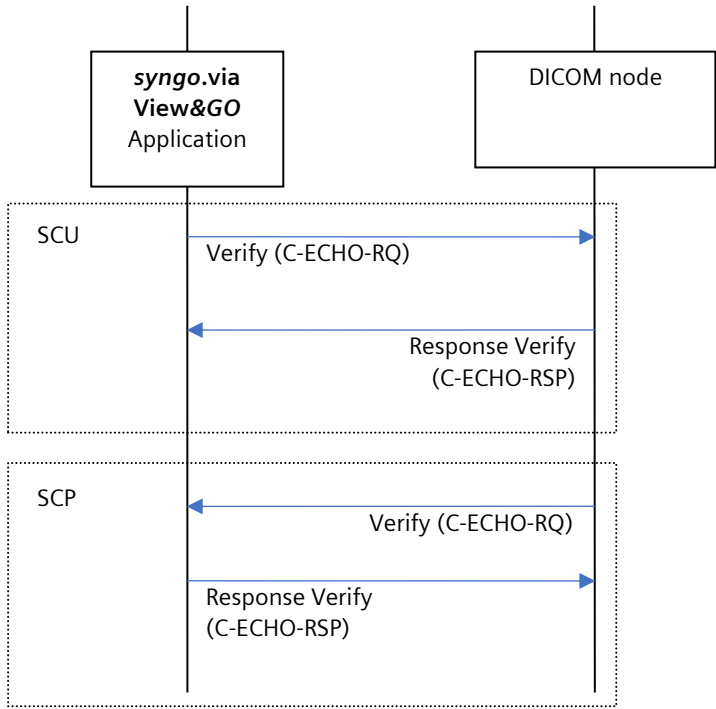 syngo.via
View&GO
Application
DICOM node
SCU
Verify (C-ECHO-RQ)
Response Verify
(C-ECHO-RSP)
SCP
Verify (C-ECHO-RQ)
Response Verify
(C-ECHO-RSP)